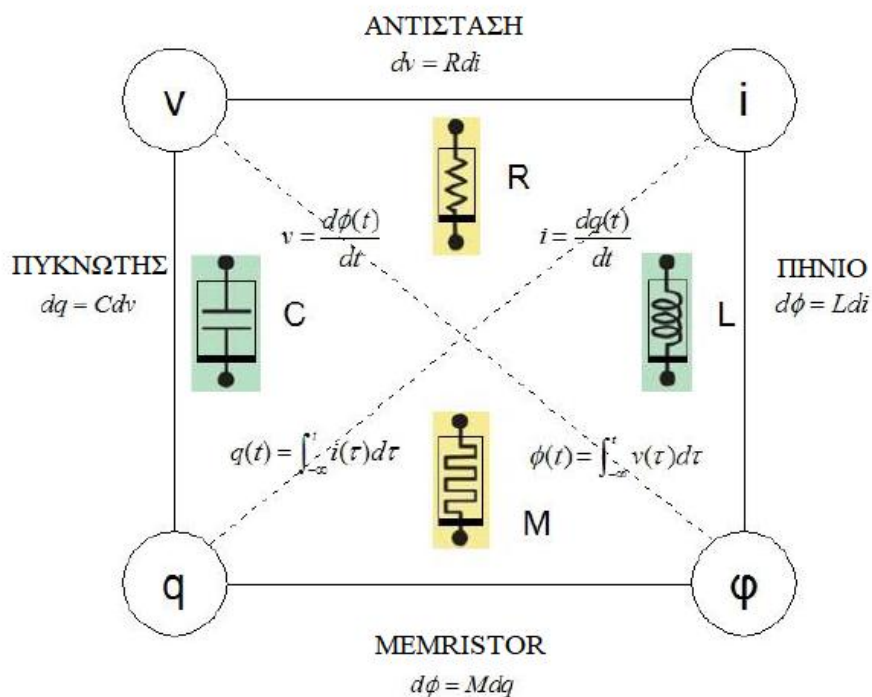 ΑΝΤΙΣΤΑΣΗ
dv = Rdi
v
i
R
v = dφ(t)/dt
i = dq(t)/dt
ΠΥΚΝΩΤΗΣ
dq = Cdv
C
L
ΠΗΝΙΟ
dφ = Ldi
q(t) = ∫_{-∞}^{t} i(τ)dτ
φ(t) = ∫_{-∞}^{t} v(τ)dτ
M
q
φ
MEMRISTOR
dφ = Mdq